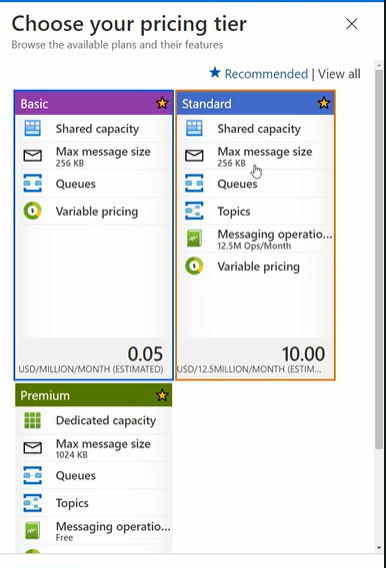 Choose your pricing tier
Browse the available plans and their features
Recommended | View all
Basic
Shared capacity
Max message size
256 KB
Queues
Variable pricing
0.05
USD/MILLION/MONTH (ESTIMATED)
Standard
Shared capacity
Max message size
256 KB
Queues
Topics
Messaging operatio...
12.5M Ops/Month
Variable pricing
10.00
USD/12.5MILLION/MONTH (ESTIM...
Premium
Dedicated capacity
Max message size
1024 KB
Queues
Topics
Messaging operatio...
Free